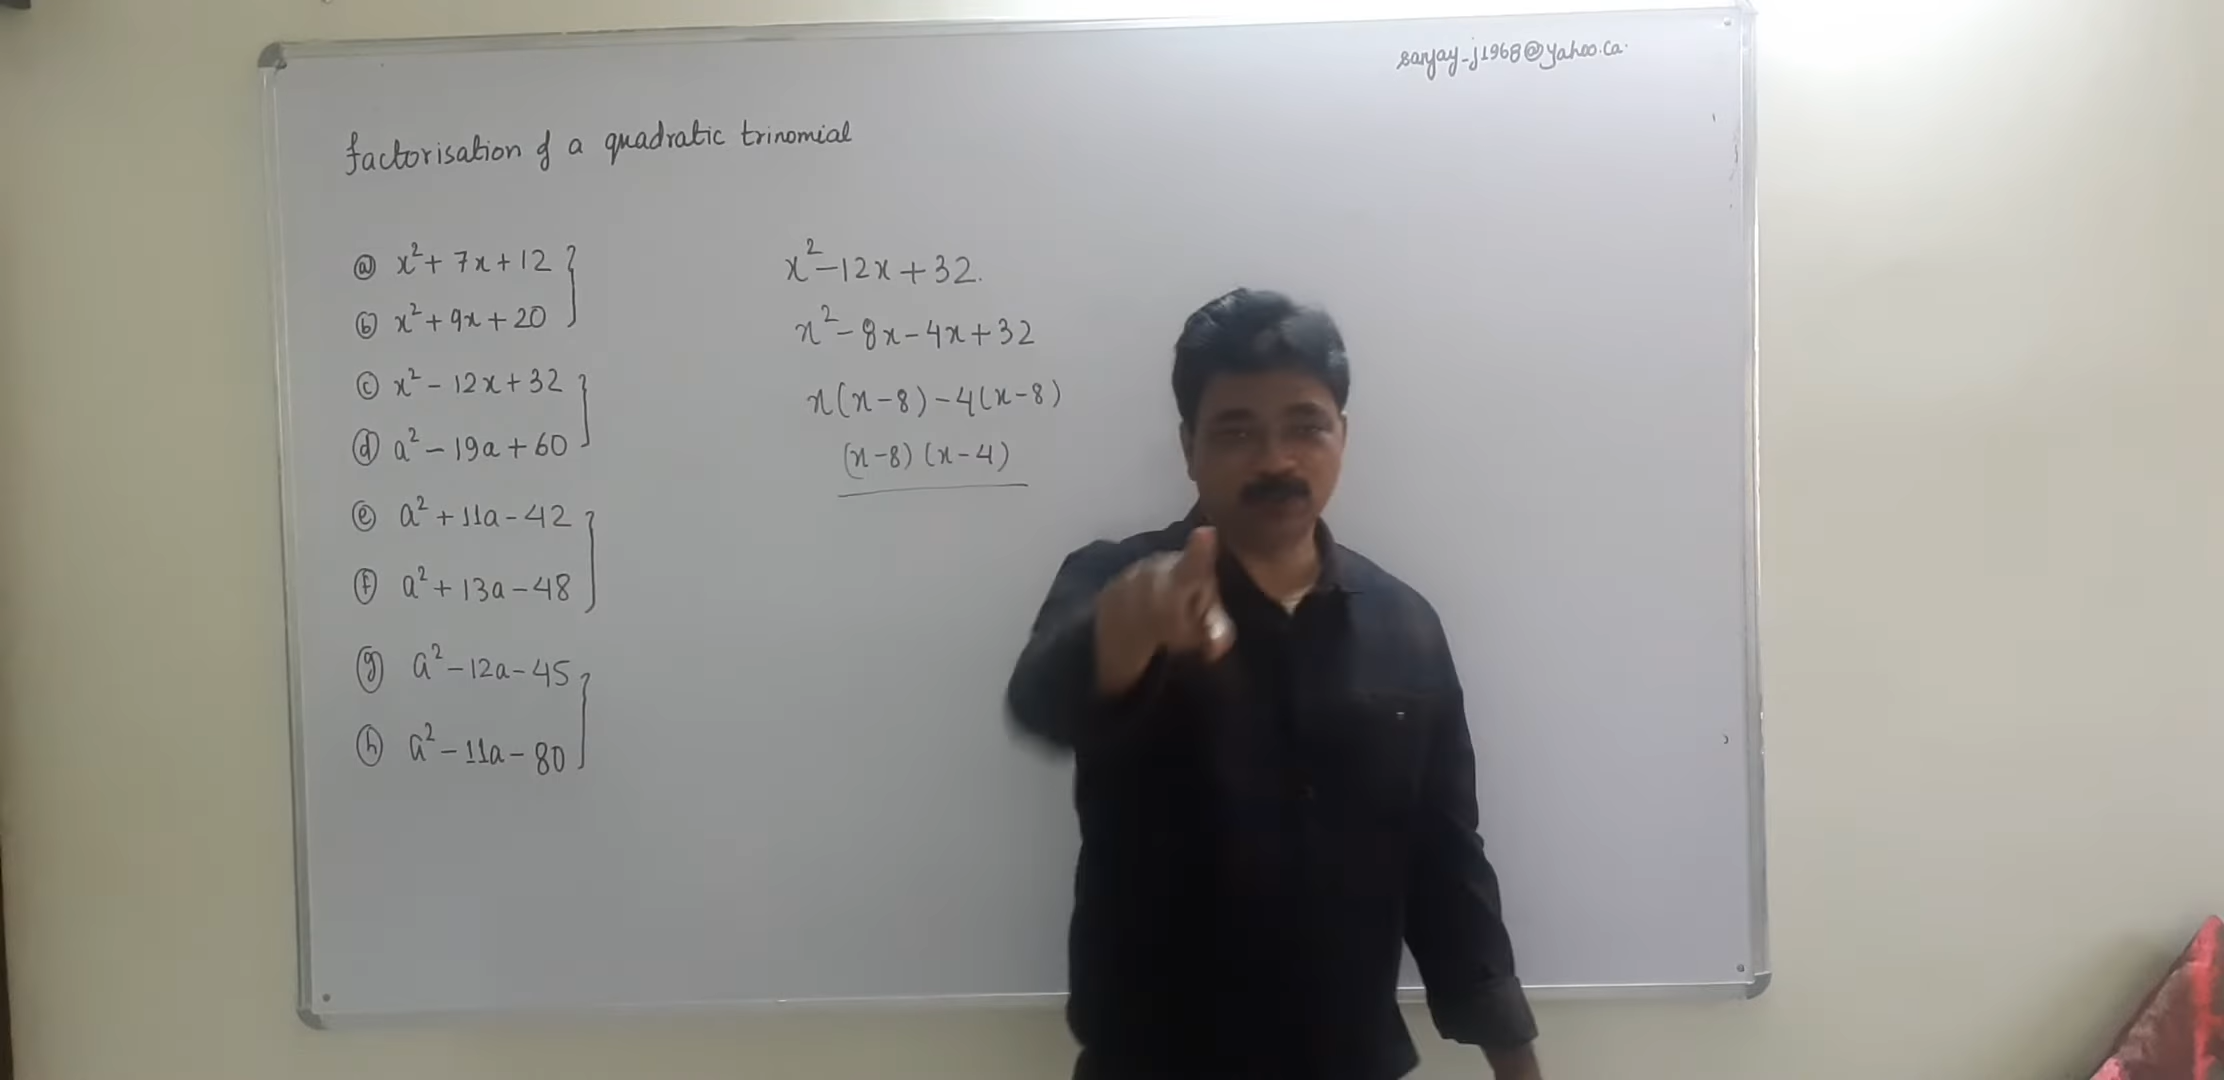 sanjay_j1968@yahoo.ca.
factorisation of a quadratic trinomial
(a) x²+ 7x+12
(b) x²+ 9x+20
(c) x² - 12x+32
(d) a² - 19a+60
(e) a² + 11a-42
(f) a² + 13a-48
(g) a² - 12a-45
(h) a² - 11a- 80
x²-12x+32.
x²- 8x-4x+32
x(x-8)-4(x-8)
(x-8) (x-4)